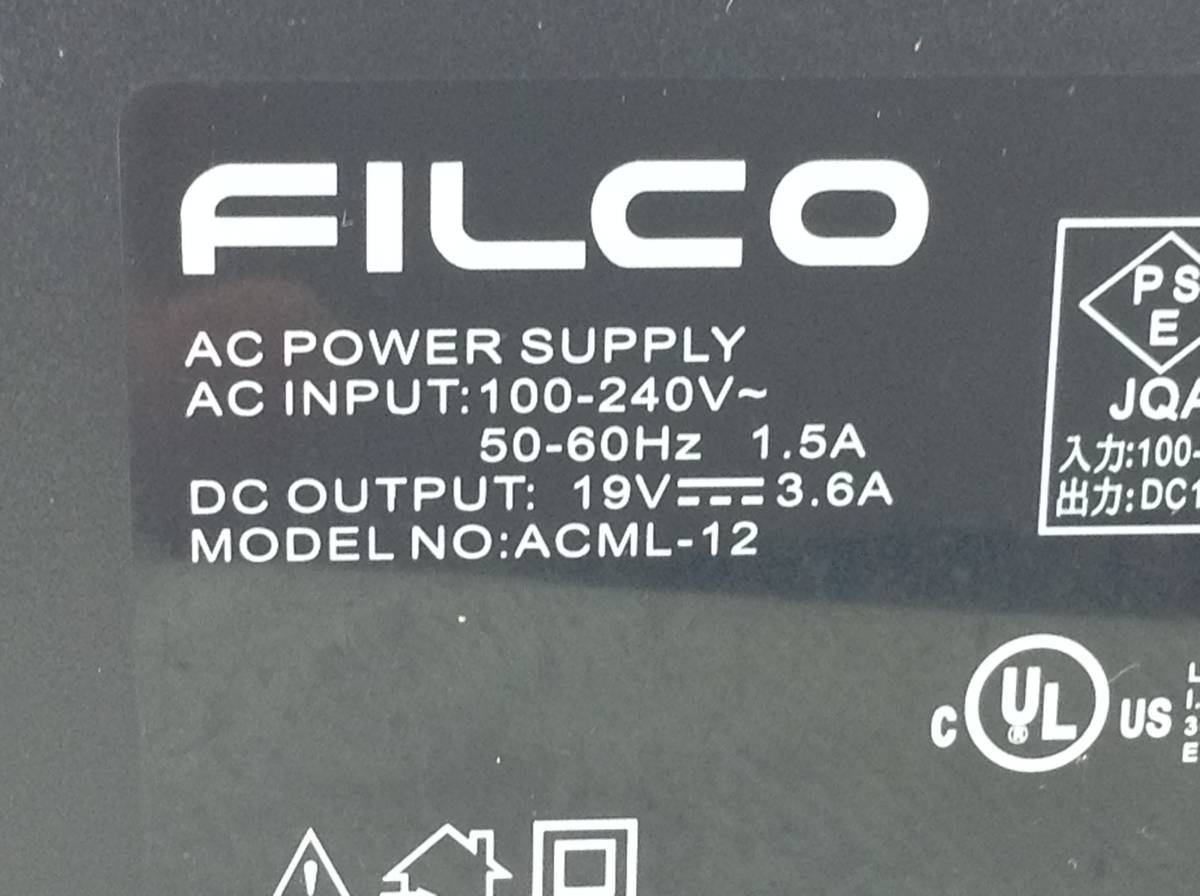 FILCO
AC POWER SUPPLY
AC INPUT:100-240V~
50-60Hz 1.5A
DC OUTPUT: 19V⎓3.6A
MODEL NO:ACML-12
P S
E
JQA
入力:100-
出力:DC1
C UL® US